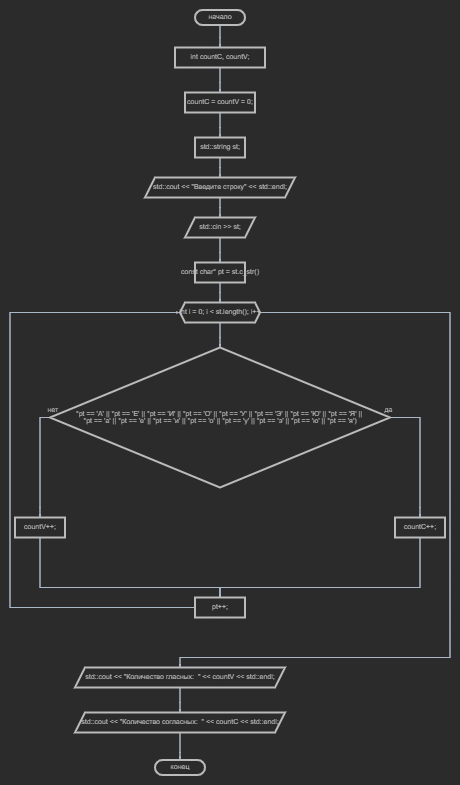 начало
int countC, countV;
countC = countV = 0;
std::string st;
std::cout << "Введите строку" << std::endl;
std::cin >> st;
const char* pt = st.c_str()
int i = 0; i < st.length(); i++
нет
да
*pt == 'А' || *pt == 'Е' || *pt == 'И' || *pt == 'О' || *pt == 'У' || *pt == 'Э' || *pt == 'Ю' || *pt == 'Я' ||
*pt == 'а' || *pt == 'е' || *pt == 'и' || *pt == 'о' || *pt == 'у' || *pt == 'э' || *pt == 'ю' || *pt == 'я')
countV++;
countC++;
pt++;
std::cout << "Количество гласных: " << countV << std::endl;
std::cout << "Количество согласных: " << countC << std::endl;
конец